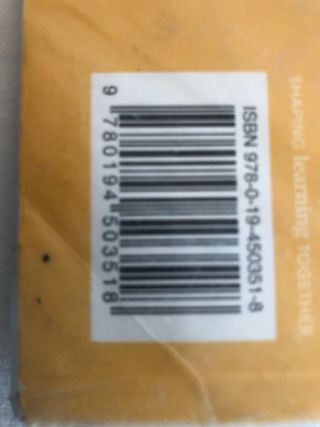 SHAPING learning TOGETHER
ISBN 978-0-19-450351-8
9 780194 503518